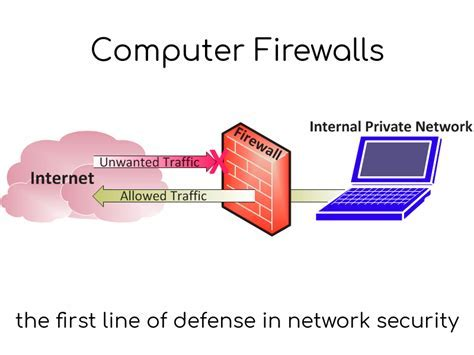 Computer Firewalls
Internal Private Network
Firewall
Unwanted Traffic
Internet
Allowed Traffic
the first line of defense in network security